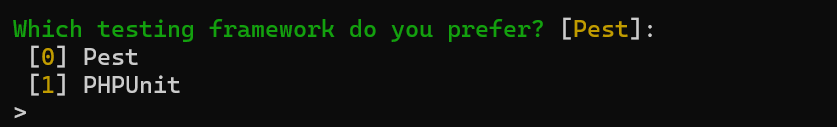 Which testing framework do you prefer? [Pest]:
[0] Pest
[1] PHPUnit
>